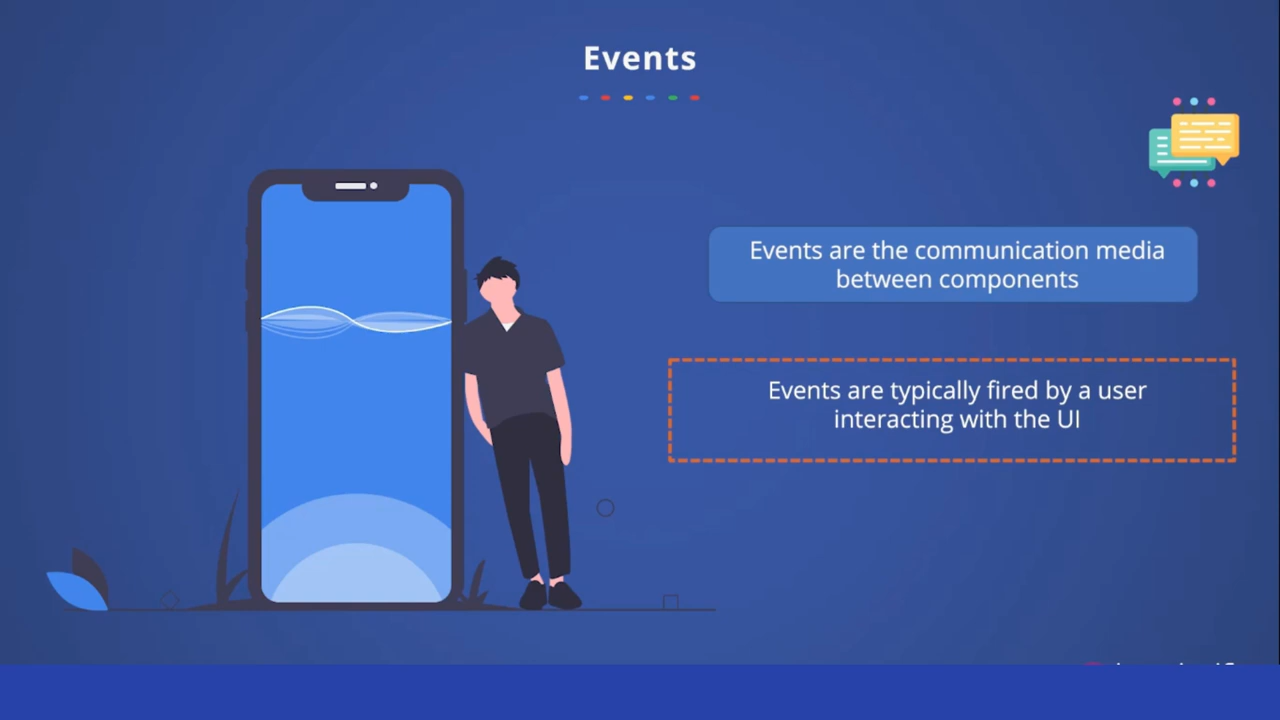 Events
Events are the communication media
between components
Events are typically fired by a user
interacting with the UI